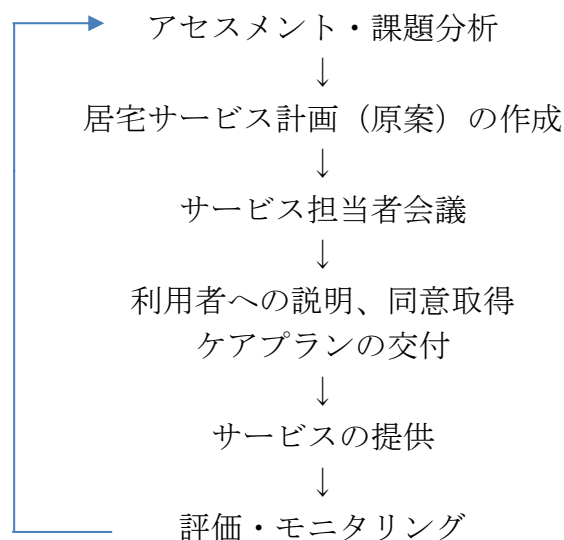 アセスメント・課題分析
↓
居宅サービス計画（原案）の作成
↓
サービス担当者会議
↓
利用者への説明、同意取得
ケアプランの交付
↓
サービスの提供
↓
評価・モニタリング